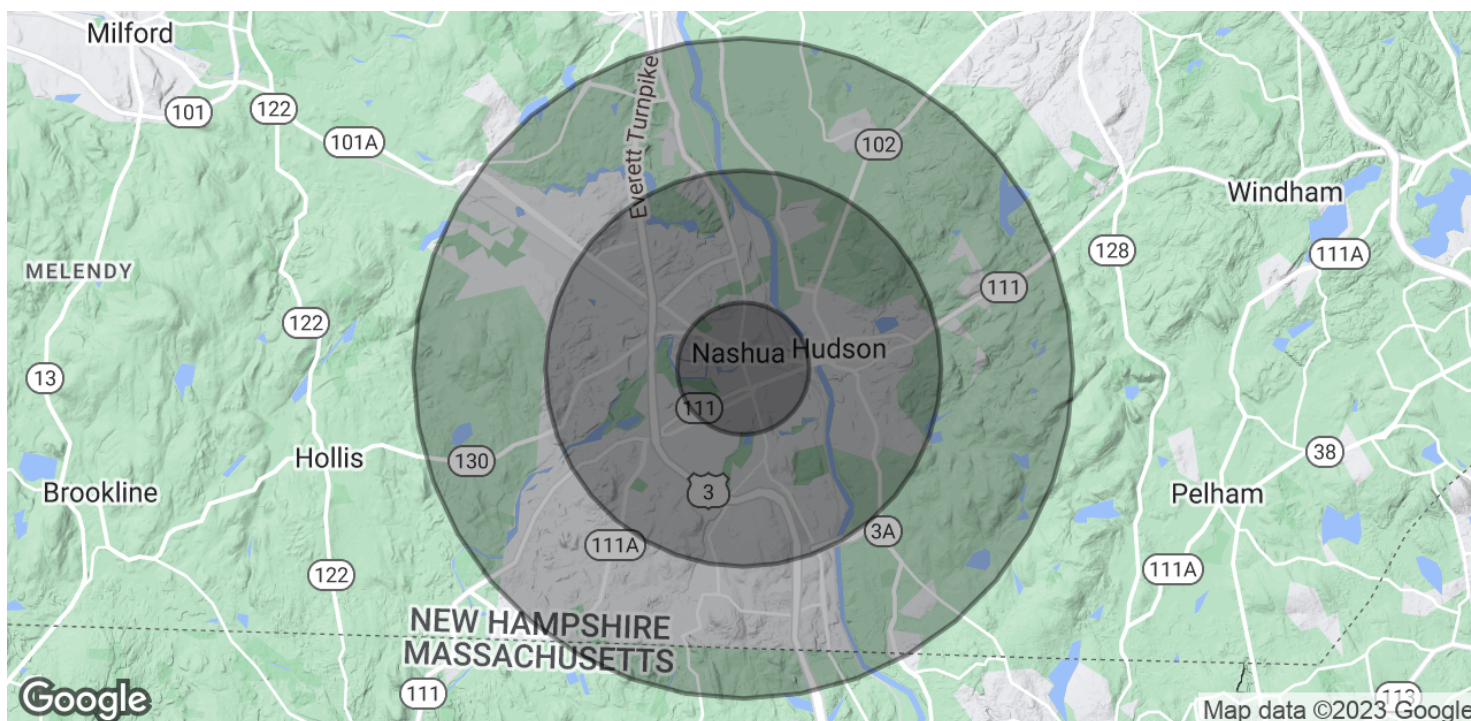 Milford
Everett Turnpike
101
122
101A
102
Windham
128
111A
MELENDY
111
122
Nashua
Hudson
13
111
38
Hollis
130
3
Pelham
Brookline
3A
111A
122
111A
NEW HAMPSHIRE
MASSACHUSETTS
111
113
Google
Map data ©2023 Google